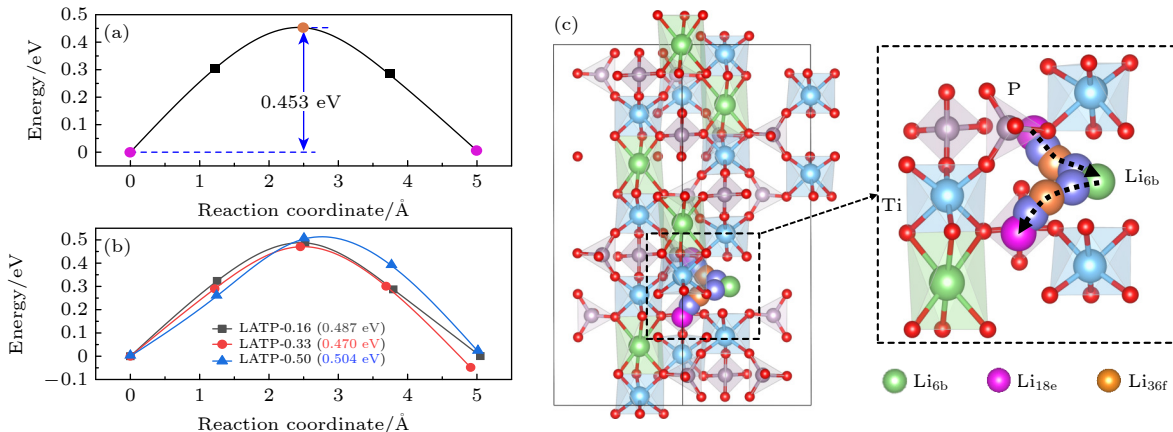 (a)
Energy/eV
0.5
0.4
0.3
0.2
0.1
0
0.453 eV
0 1 2 3 4 5
Reaction coordinate/Å
(b)
Energy/eV
0.5
0.4
0.3
0.2
0.1
0
−0.1
LATP-0.16 (0.487 eV)
LATP-0.33 (0.470 eV)
LATP-0.50 (0.504 eV)
0 1 2 3 4 5
Reaction coordinate/Å
(c)
P
Li6b
Ti
Li6b Li18e Li36f